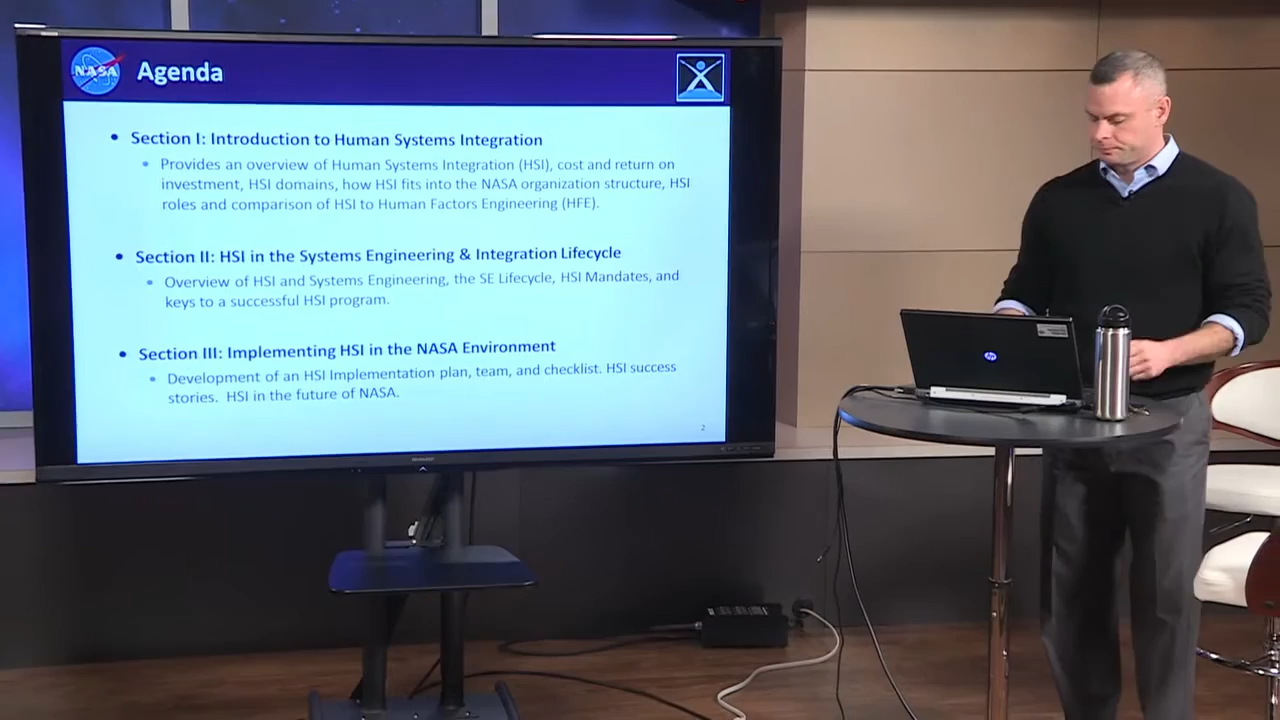 NASA
Agenda
• Section I: Introduction to Human Systems Integration
• Provides an overview of Human Systems Integration (HSI), cost and return on
investment, HSI domains, how HSI fits into the NASA organization structure, HSI
roles and comparison of HSI to Human Factors Engineering (HFE).
• Section II: HSI in the Systems Engineering & Integration Lifecycle
• Overview of HSI and Systems Engineering, the SE Lifecycle, HSI Mandates, and
keys to a successful HSI program.
• Section III: Implementing HSI in the NASA Environment
• Development of an HSI Implementation plan, team, and checklist. HSI success
stories. HSI in the future of NASA.
2
hp